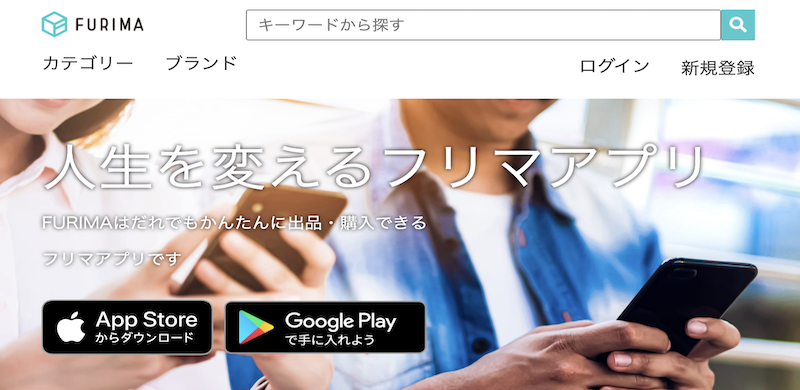 FURIMA
キーワードから探す
カテゴリー ブランド
ログイン 新規登録
人生を変えるフリマアプリ
FURIMAはだれでもかんたんに出品・購入できる
フリマアプリです
App Store
からダウンロード
Google Play
で手に入れよう